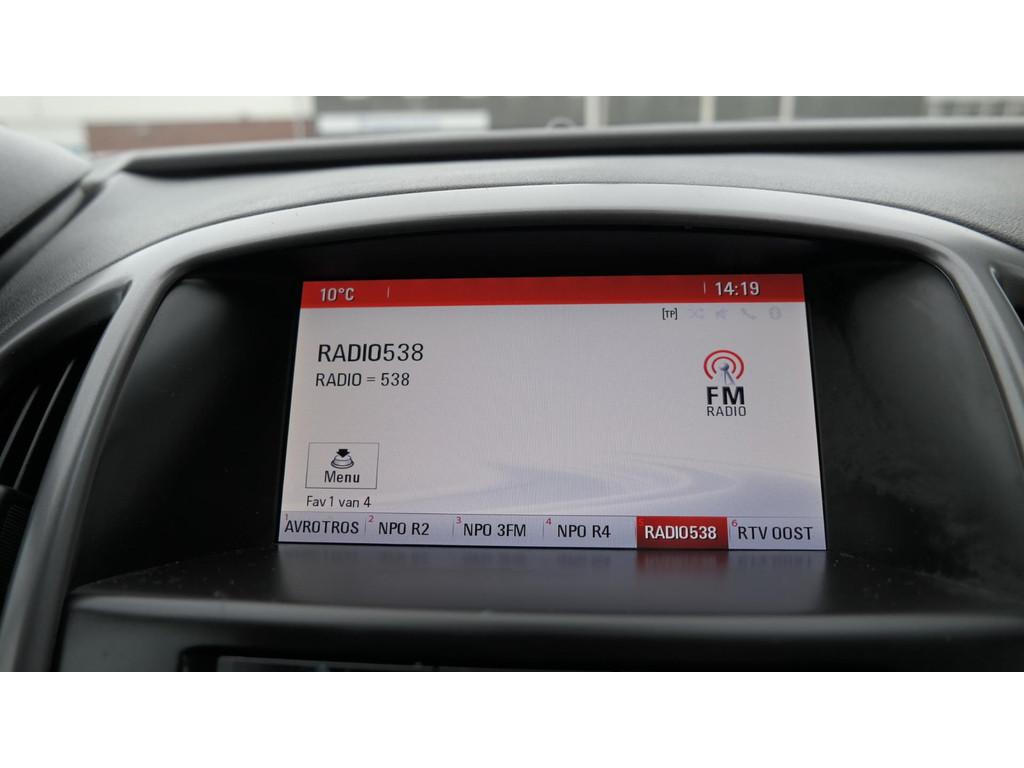 10°C 14:19
[TP]
RADIO538
RADIO = 538
FM
RADIO
Menu
Fav 1 van 4
1 AVROTROS 2 NPO R2 3 NPO 3FM 4 NPO R4 5 RADIO538 6 RTV OOST